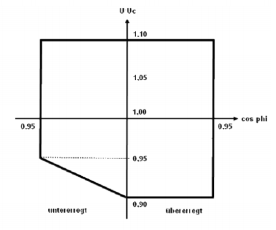 U Uc
1,10
1,05
1,00
cos phi
0,95
0,95
0,95
0,90
untererregt
übererregt